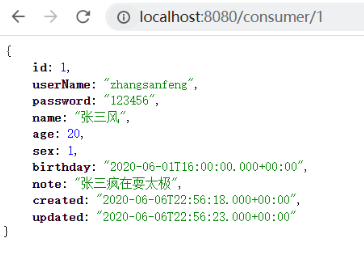 localhost:8080/consumer/1
{
id: 1,
userName: "zhangsanfeng",
password: "123456",
name: "张三风",
age: 20,
sex: 1,
birthday: "2020-06-01T16:00:00.000+00:00",
note: "张三疯在耍太极",
created: "2020-06-06T22:56:18.000+00:00",
updated: "2020-06-06T22:56:23.000+00:00"
}